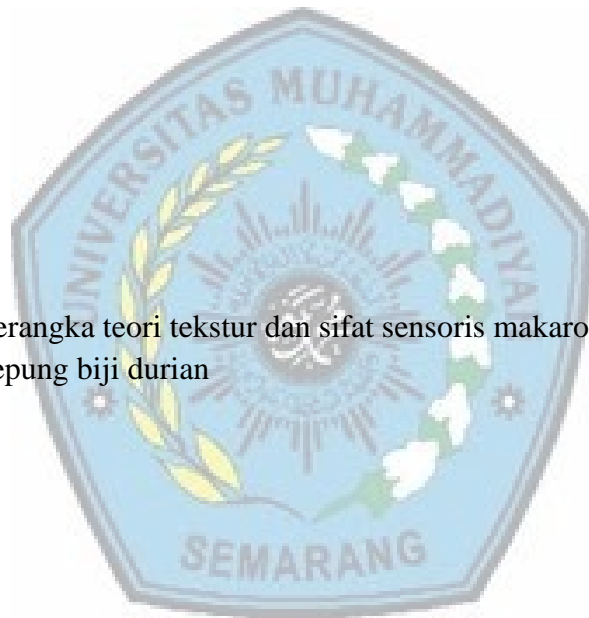 UNIVERSITAS MUHAMMADIYAH
erangka teori tekstur dan sifat sensoris makaro
epung biji durian
SEMARANG